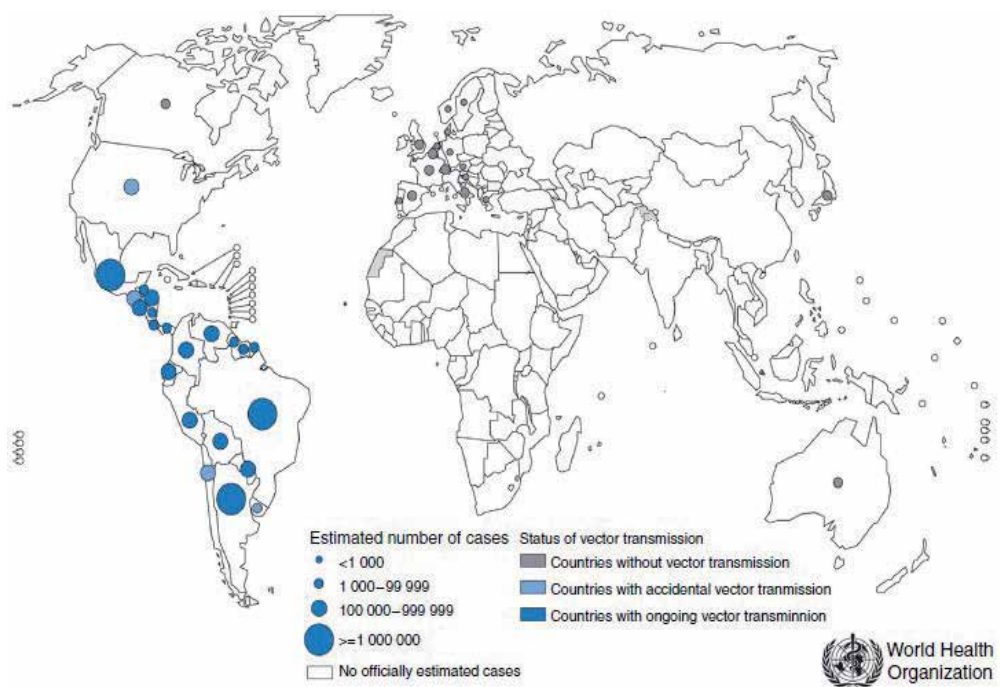 Estimated number of cases
<1 000
1 000–99 999
100 000–999 999
>=1 000 000
No officially estimated cases
Status of vector transmission
Countries without vector transmission
Countries with accidental vector tranmission
Countries with ongoing vector transminnion
World Health
Organization